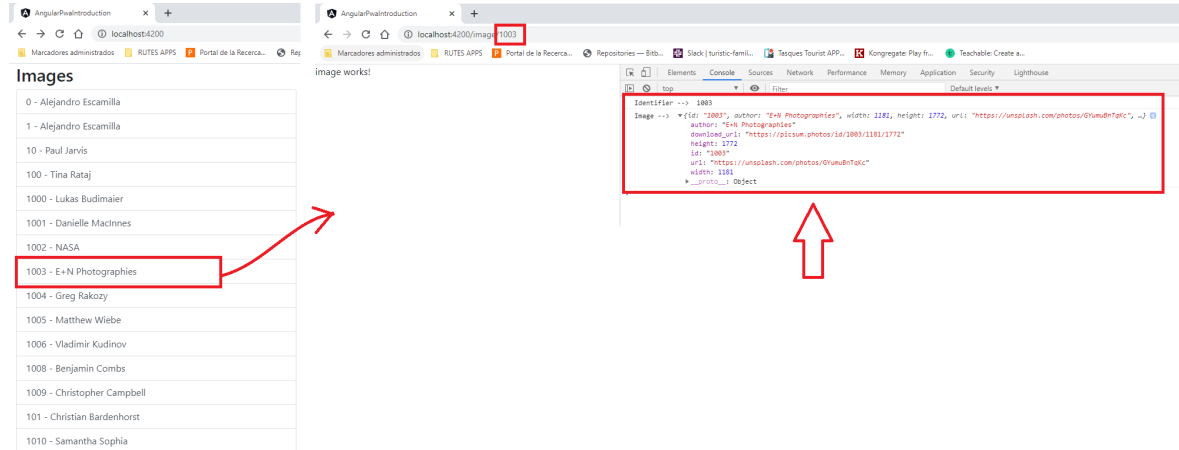 AngularPwaIntroduction
localhost:4200
Marcadores administrados RUTES APPS Portal de la Recerca... Rep
Images
0 - Alejandro Escamilla
1 - Alejandro Escamilla
10 - Paul Jarvis
100 - Tina Rataj
1000 - Lukas Budimaier
1001 - Danielle MacInnes
1002 - NASA
1003 - E+N Photographies
1004 - Greg Rakozy
1005 - Matthew Wiebe
1006 - Vladimir Kudinov
1008 - Benjamin Combs
1009 - Christopher Campbell
101 - Christian Bardenhorst
1010 - Samantha Sophia
AngularPwaIntroduction
localhost:4200/image/1003
Marcadores administrados RUTES APPS Portal de la Recerca... Repositories — Bitb... Slack | turistic-famil... Tasques Tourist APP... Kongregate: Play fr... Teachable: Create a...
image works!
Elements Console Sources Network Performance Memory Application Security Lighthouse
top Filter Default levels ▼
Identifier --> 1003
Image --> ▼{id: "1003", author: "E+N Photographies", width: 1181, height: 1772, url: "https://unsplash.com/photos/GYumuBnTqKc", …}
author: "E+N Photographies"
download_url: "https://picsum.photos/id/1003/1181/1772"
height: 1772
id: "1003"
url: "https://unsplash.com/photos/GYumuBnTqKc"
width: 1181
▶ __proto__: Object